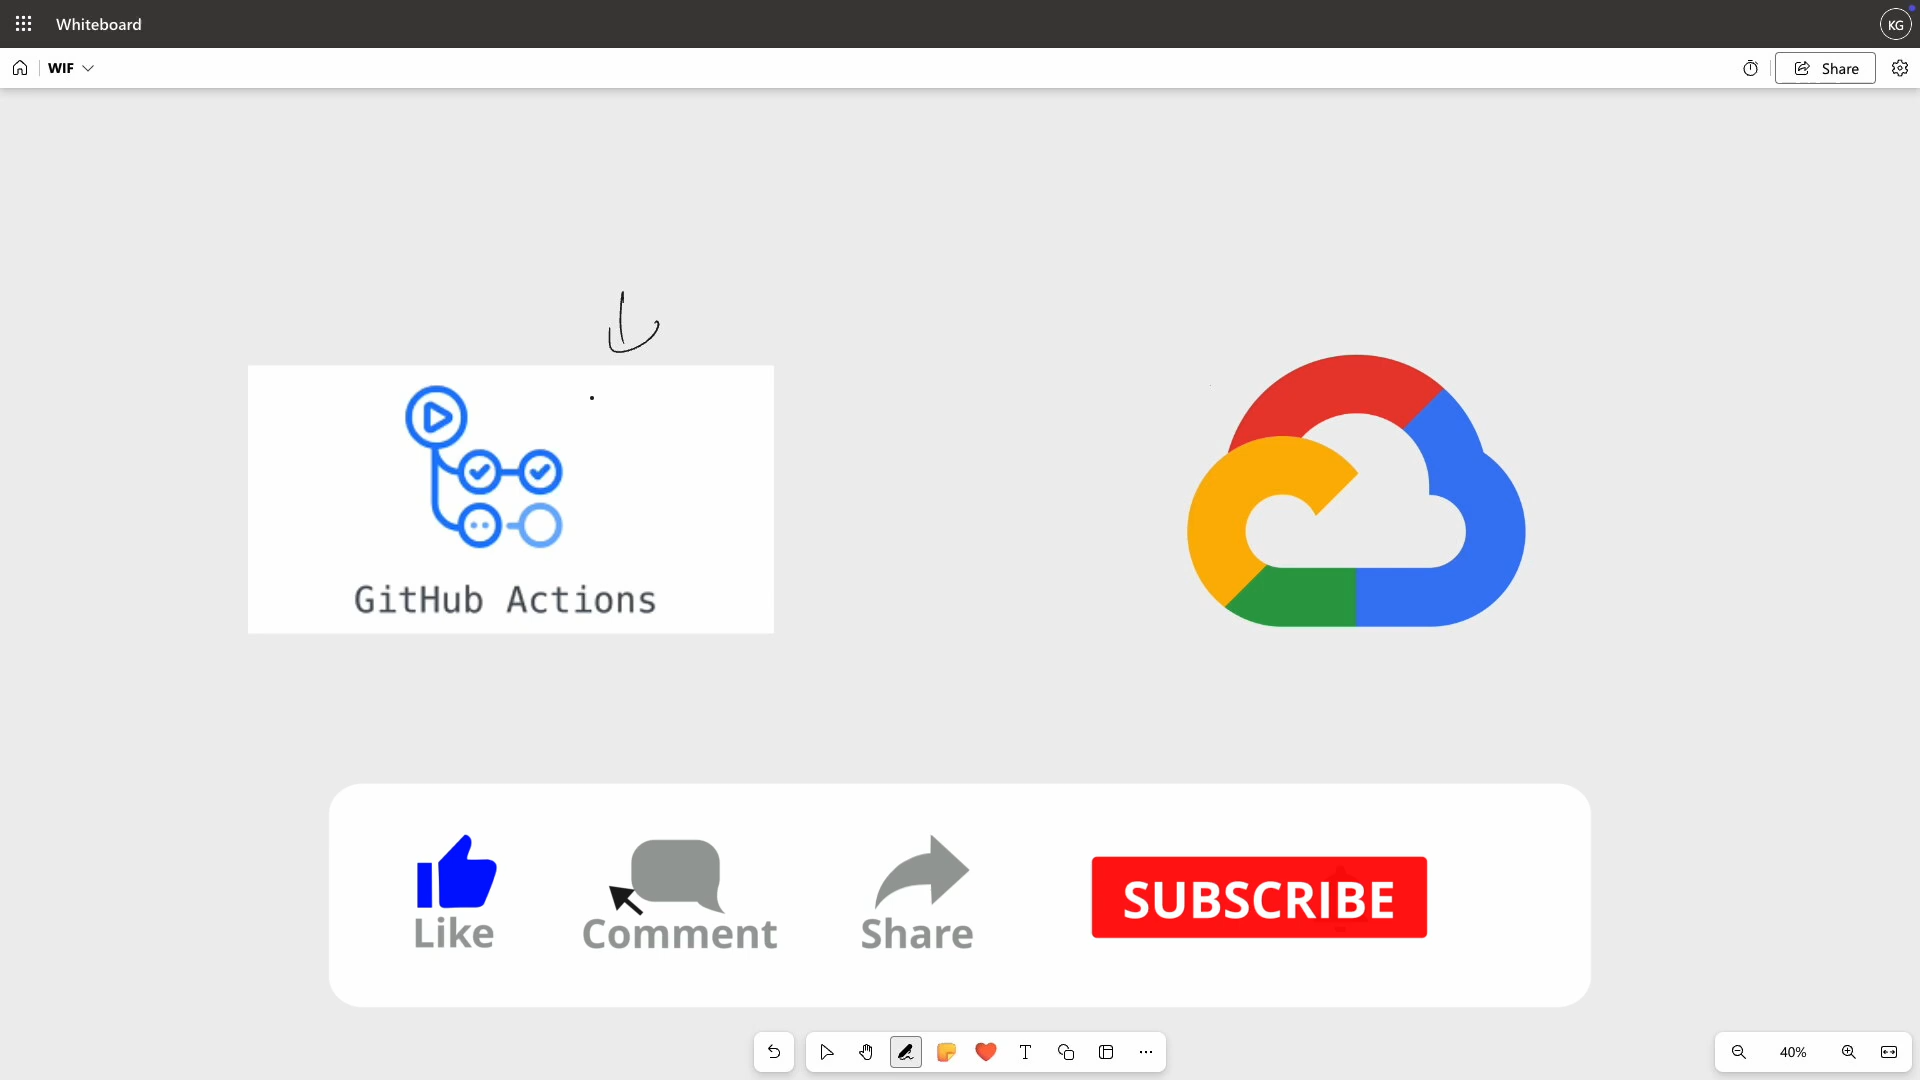 Whiteboard
KG
WIF
Share
GitHub Actions
Like
Comment
Share
SUBSCRIBE
40%